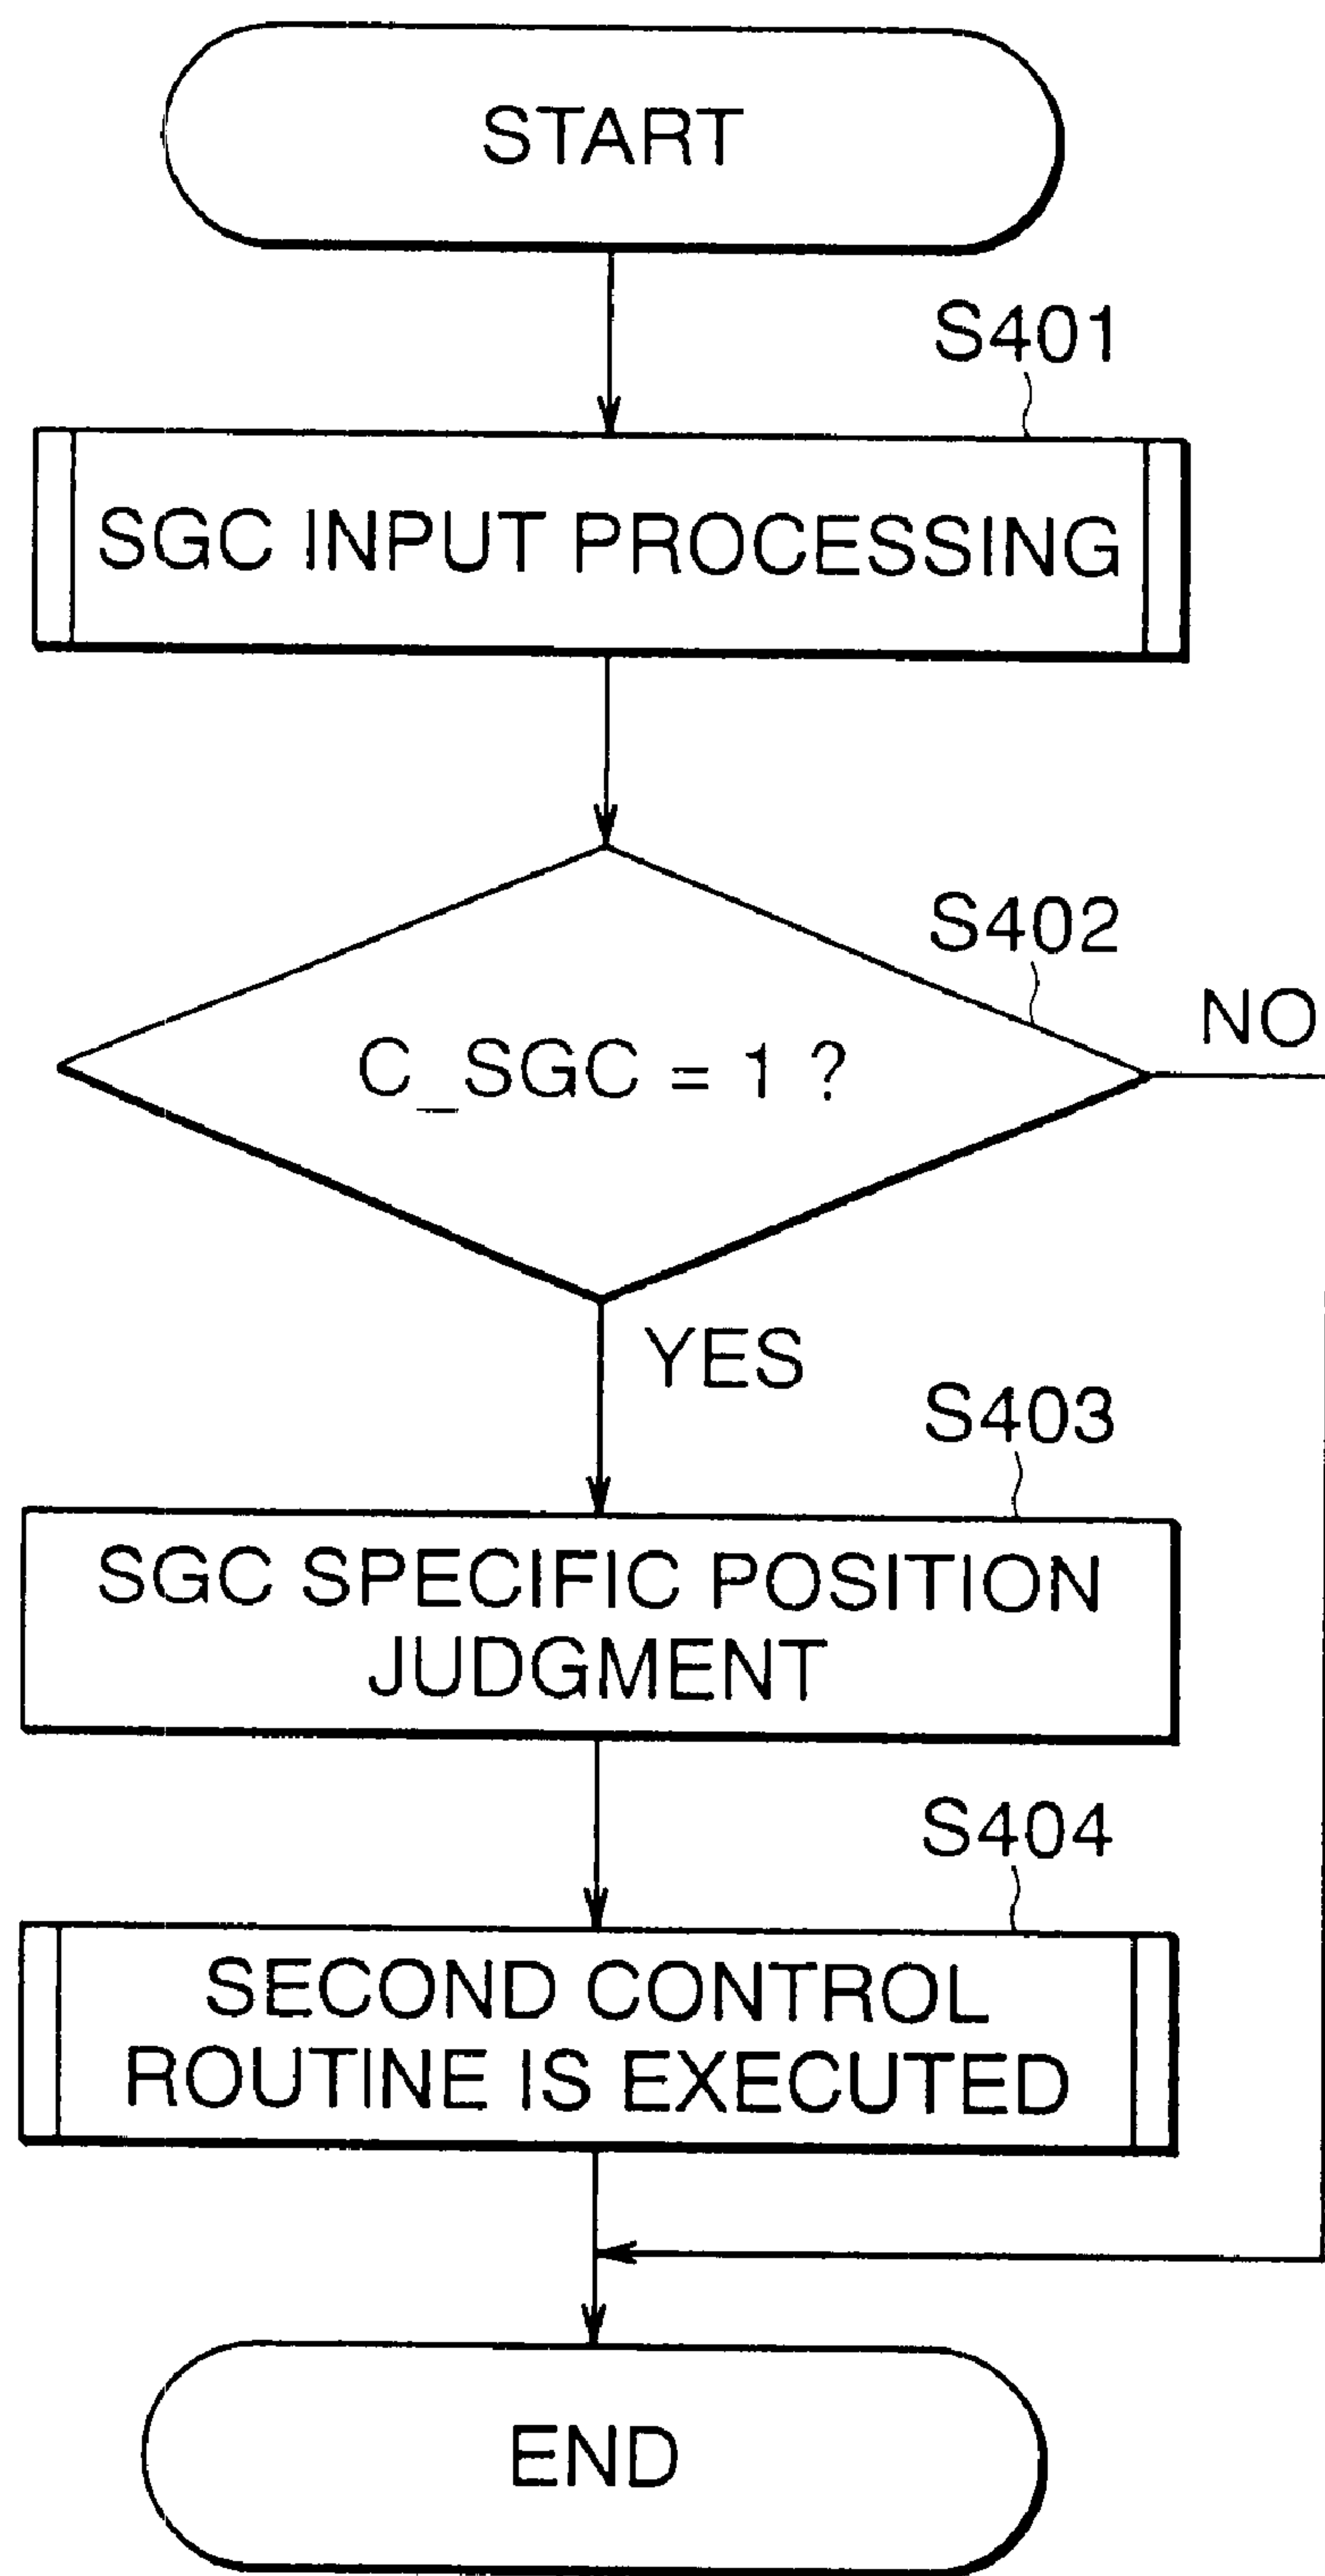 START
S401
SGC INPUT PROCESSING
S402
NO
C_SGC = 1 ?
YES
S403
SGC SPECIFIC POSITION
JUDGMENT
S404
SECOND CONTROL
ROUTINE IS EXECUTED
END